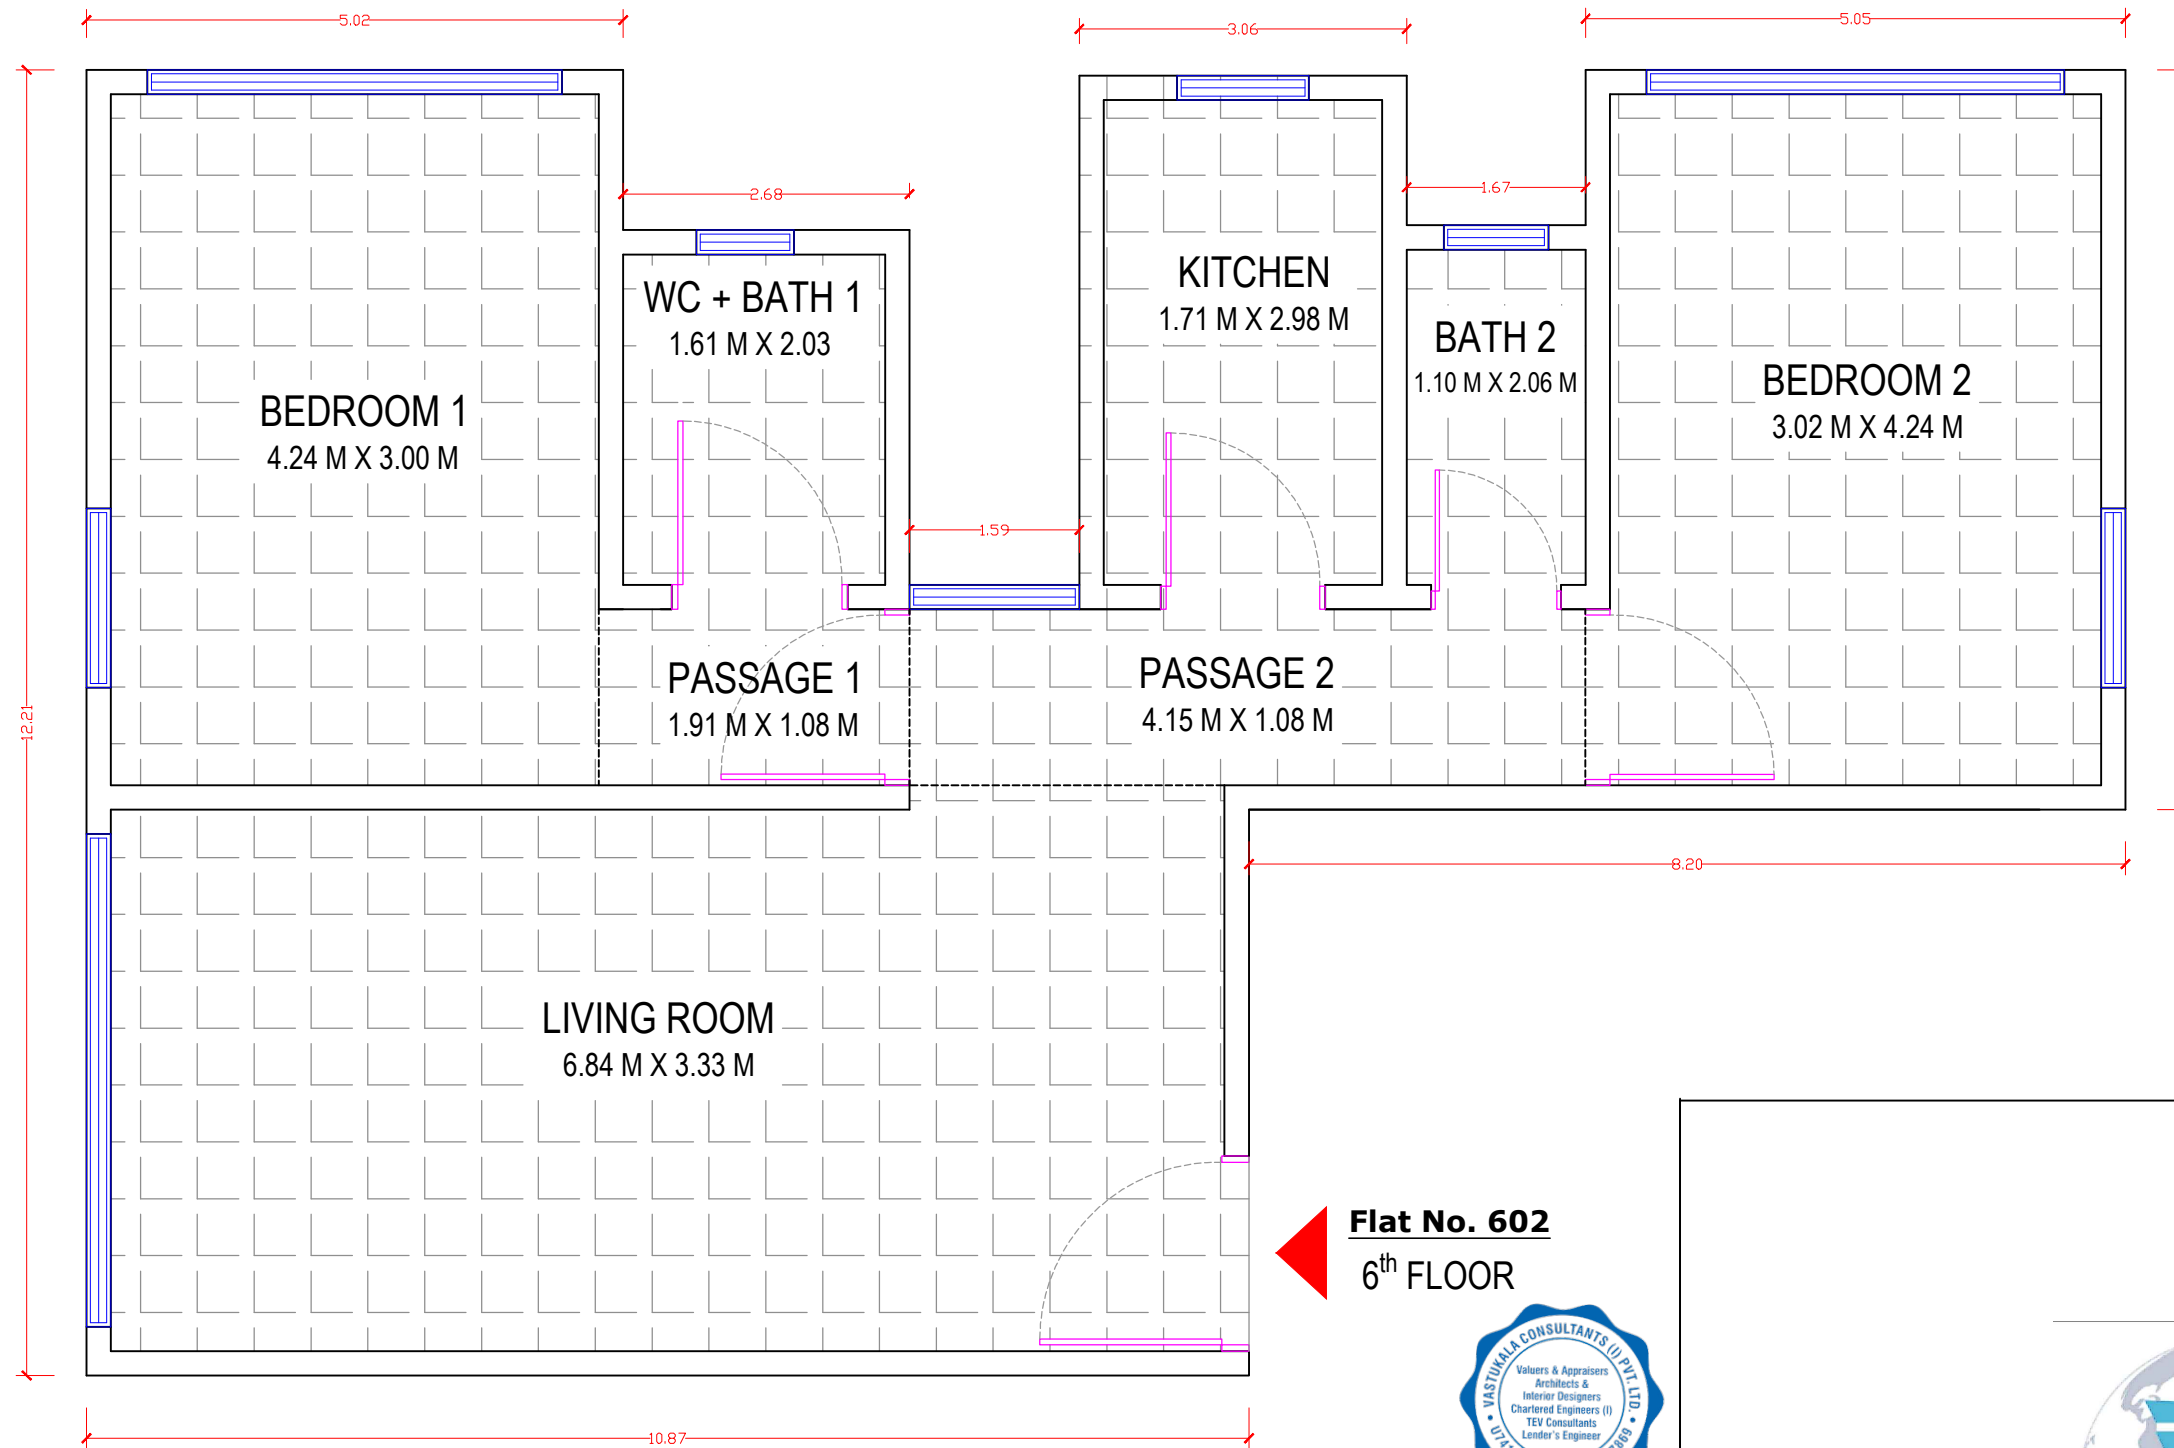 5.02
3.06
5.05
2.68
1.67
KITCHEN
1.71 M X 2.98 M
WC + BATH 1
1.61 M X 2.03
BATH 2
1.10 M X 2.06 M
BEDROOM 1
4.24 M X 3.00 M
BEDROOM 2
3.02 M X 4.24 M
1.59
12.21
PASSAGE 1
1.91 M X 1.08 M
PASSAGE 2
4.15 M X 1.08 M
8.20
LIVING ROOM
6.84 M X 3.33 M
Flat No. 602
6th FLOOR
VASTUKALA CONSULTANTS (I) PVT. LTD.
Valuers & Appraisers
Architects &
Interior Designers
Chartered Engineers (I)
TEV Consultants
Lender's Engineer
10.87